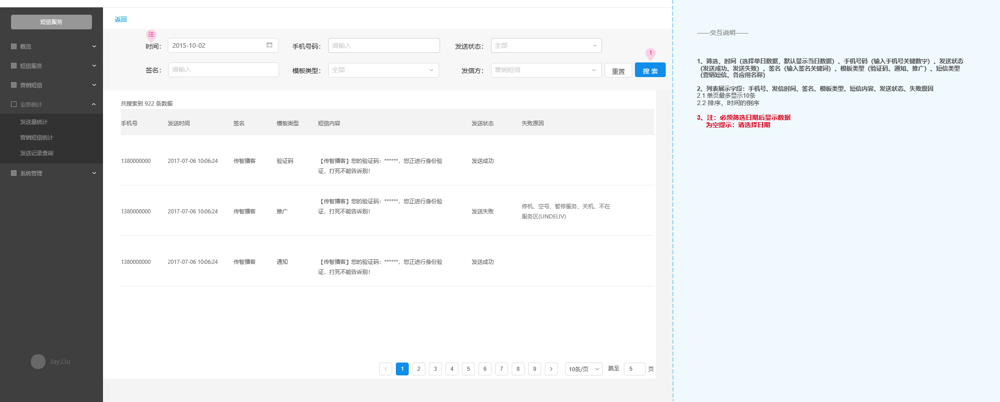 短信服务
概览
短信服务
营销短信
业务统计
发送量统计
营销短信统计
发送记录查询
系统管理
Jay.Liu
返回
注
时间： 2015-10-02 手机号码： 请输入 发送状态： 全部
1
签名： 请输入 模板类型： 全部 发信方： 营销短信 重置 搜 索
共搜索到 922 条数据
手机号 发送时间 签名 模板类型 短信内容 发送状态 失败原因
1380000000 2017-07-06 10:06:24 传智播客 验证码 【传智播客】您的验证码：******，您正进行身份验 发送成功
证，打死不能告诉别！
【传智播客】您的验证码：******，您正进行身份验
停机、空号、暂停服务、关机、不在
1380000000 2017-07-06 10:06:24 传智播客 推广 证，打死不能告诉别！ 发送失败
服务区(UNDELIV)
1380000000 2017-07-06 10:06:24 传智播客 通知 【传智播客】您的验证码：******，您正进行身份验 发送成功
证，打死不能告诉别！
1 2 3 4 5 6 7 8 9 10条/页 跳至 5 页
——交互说明——
1、筛选，时间（选择单日数据，默认显示当日数据）、手机号码（输入手机号关键数字）、发送状态
（发送成功、发送失败）、签名（输入签名关键词）、模板类型（验证码、通知、推广）、短信类型
（营销短信、各应用名称）
2、列表展示字段：手机号、发信时间、签名、模板类型、短信内容、发送状态、失败原因
2.1 单页最多显示10条
2.2 排序，时间的倒序
3、注：必须筛选日期后显示数据
为空提示：请选择日期